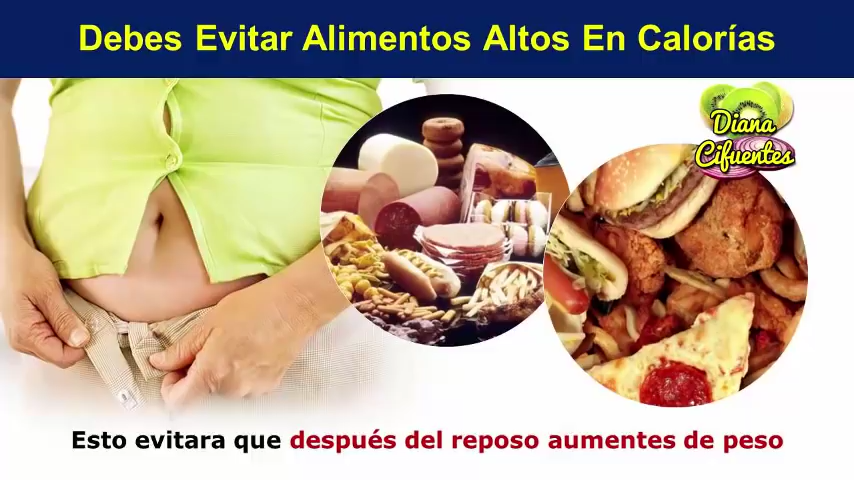 Debes Evitar Alimentos Altos En Calorías
Diana
Cifuentes
Esto evitara que después del reposo aumentes de peso